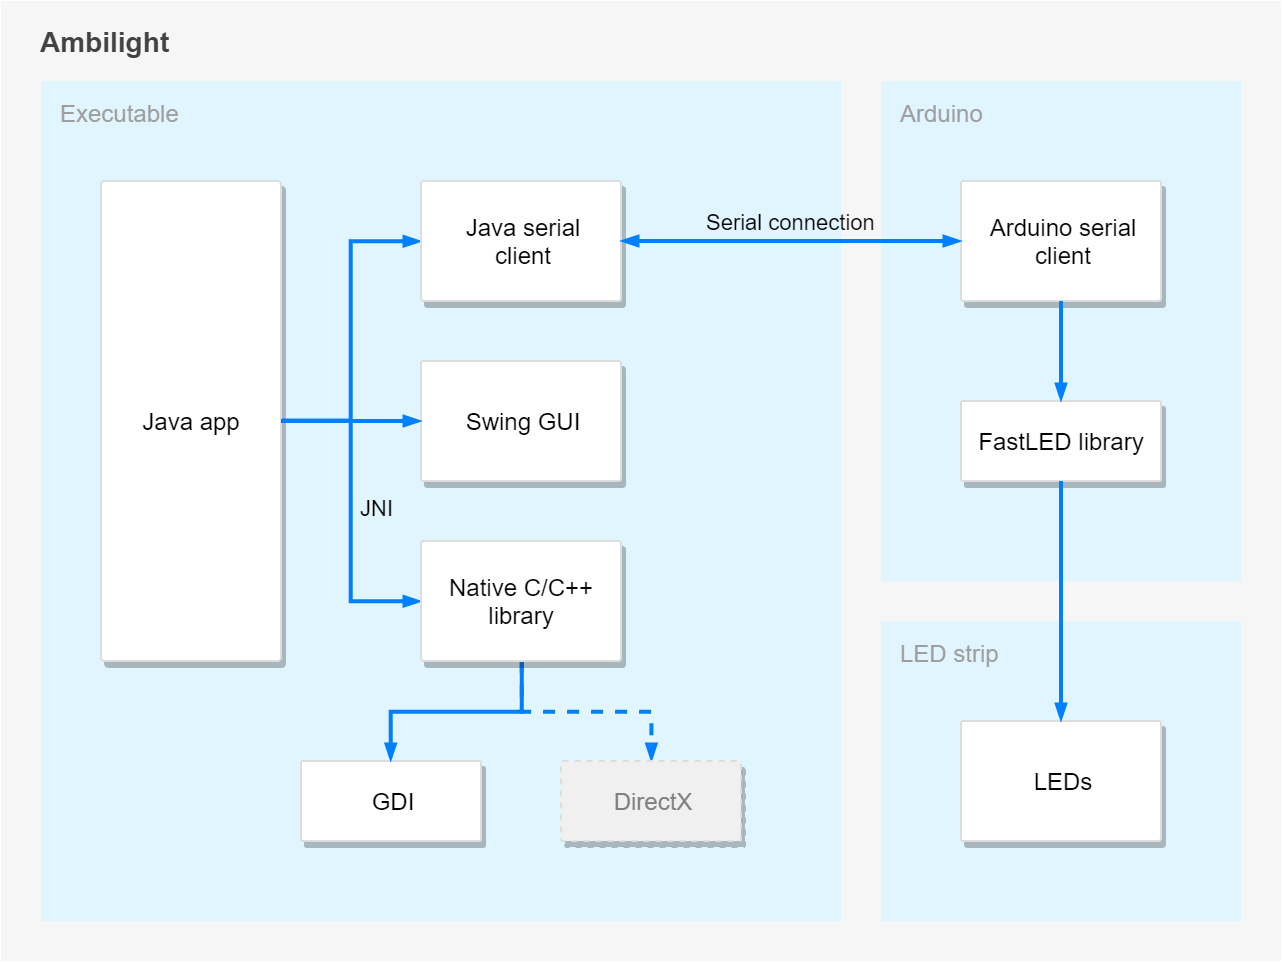 Ambilight
Executable
Arduino
Java app
Java serial
client
Serial connection
Arduino serial
client
Swing GUI
FastLED library
JNI
Native C/C++
library
LED strip
GDI
DirectX
LEDs